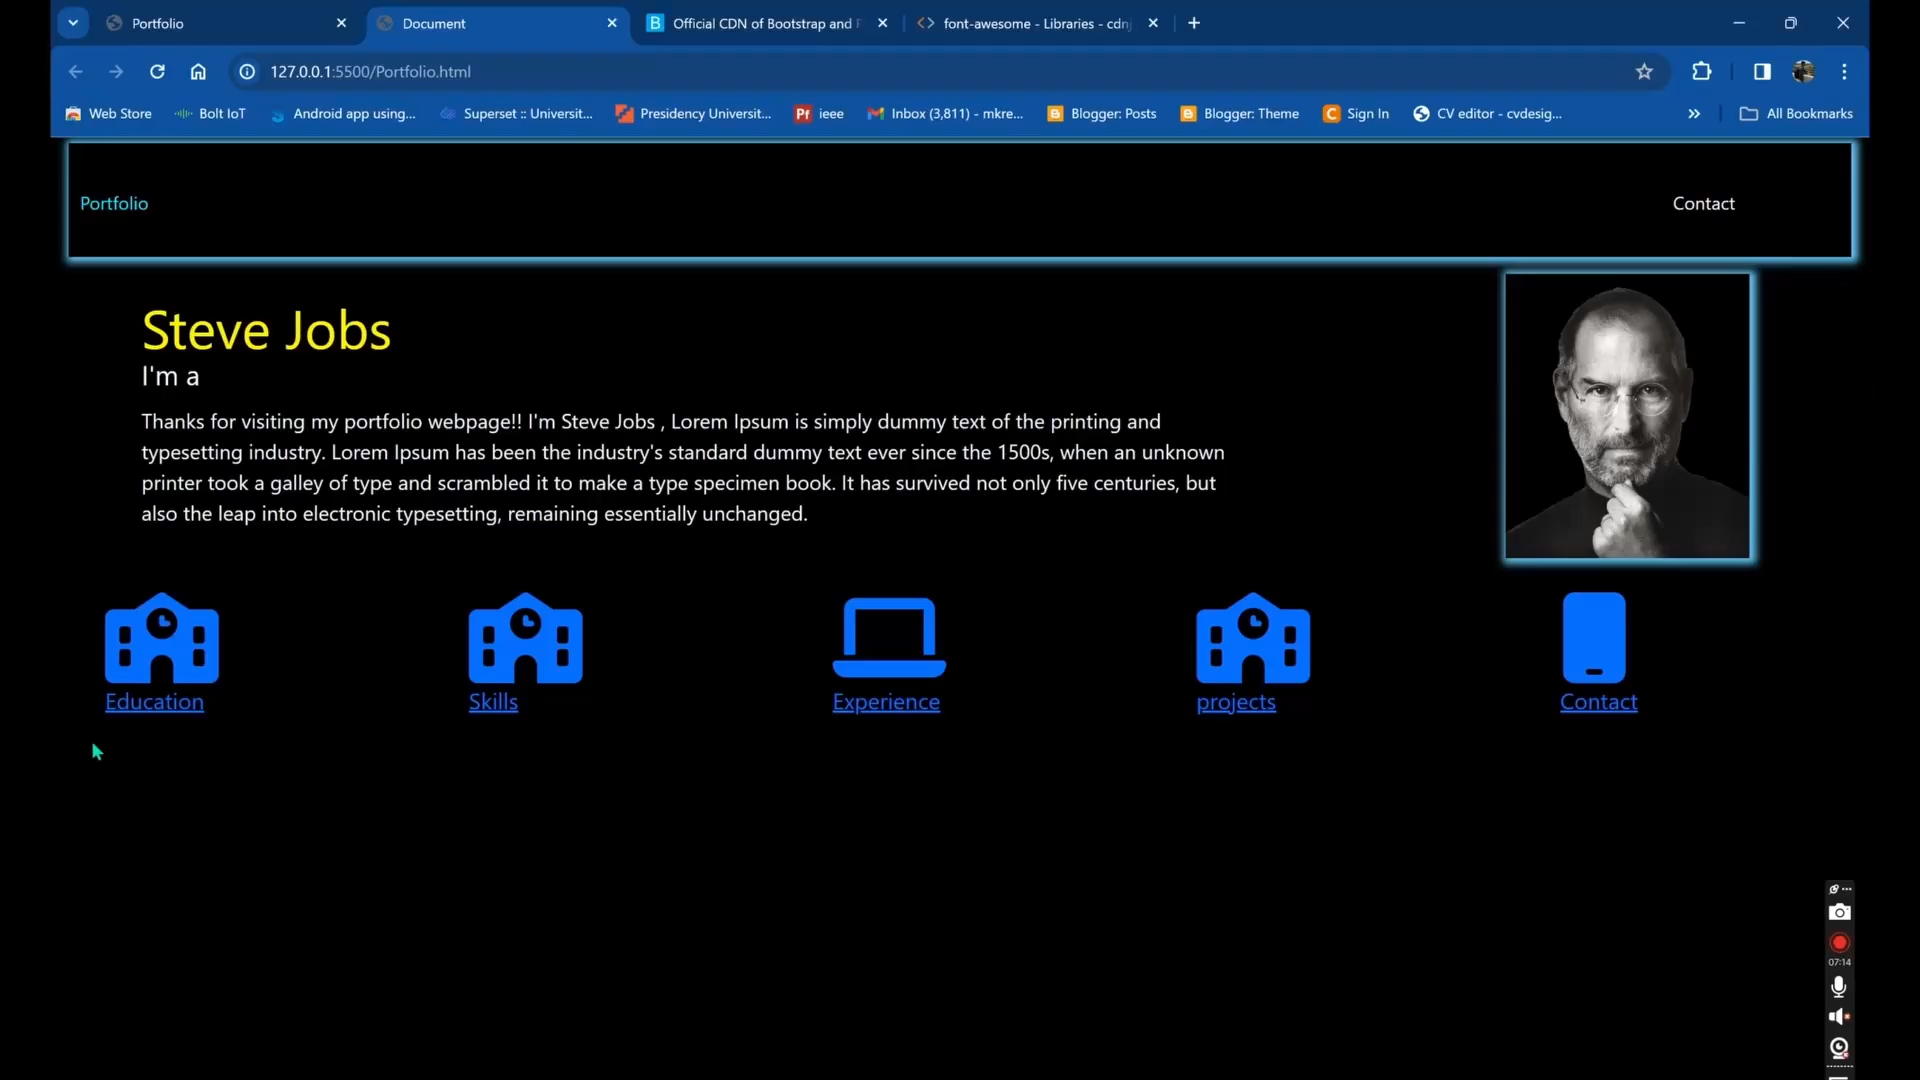 Portfolio
Document
Official CDN of Bootstrap and
font-awesome - Libraries - cdn
127.0.0.1:5500/Portfolio.html
Web Store
Bolt IoT
Android app using...
Superset :: Universit...
Presidency Universit...
Pf ieee
Inbox (3,811) - mkre...
Blogger: Posts
Blogger: Theme
C Sign In
CV editor - cvdesig...
All Bookmarks
Portfolio
Contact
Steve Jobs
I'm a
Thanks for visiting my portfolio webpage!! I'm Steve Jobs , Lorem Ipsum is simply dummy text of the printing and
typesetting industry. Lorem Ipsum has been the industry's standard dummy text ever since the 1500s, when an unknown
printer took a galley of type and scrambled it to make a type specimen book. It has survived not only five centuries, but
also the leap into electronic typesetting, remaining essentially unchanged.
Education
Skills
Experience
projects
Contact
07:14